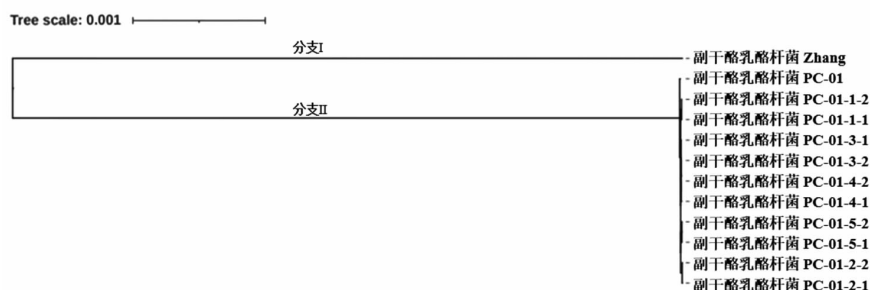 Tree scale: 0.001
分支I
副干酪乳酪杆菌 Zhang
副干酪乳酪杆菌 PC-01
分支II
副干酪乳酪杆菌 PC-01-1-2
副干酪乳酪杆菌 PC-01-1-1
副干酪乳酪杆菌 PC-01-3-1
副干酪乳酪杆菌 PC-01-3-2
副干酪乳酪杆菌 PC-01-4-2
副干酪乳酪杆菌 PC-01-4-1
副干酪乳酪杆菌 PC-01-5-2
副干酪乳酪杆菌 PC-01-5-1
副干酪乳酪杆菌 PC-01-2-2
副干酪乳酪杆菌 PC-01-2-1